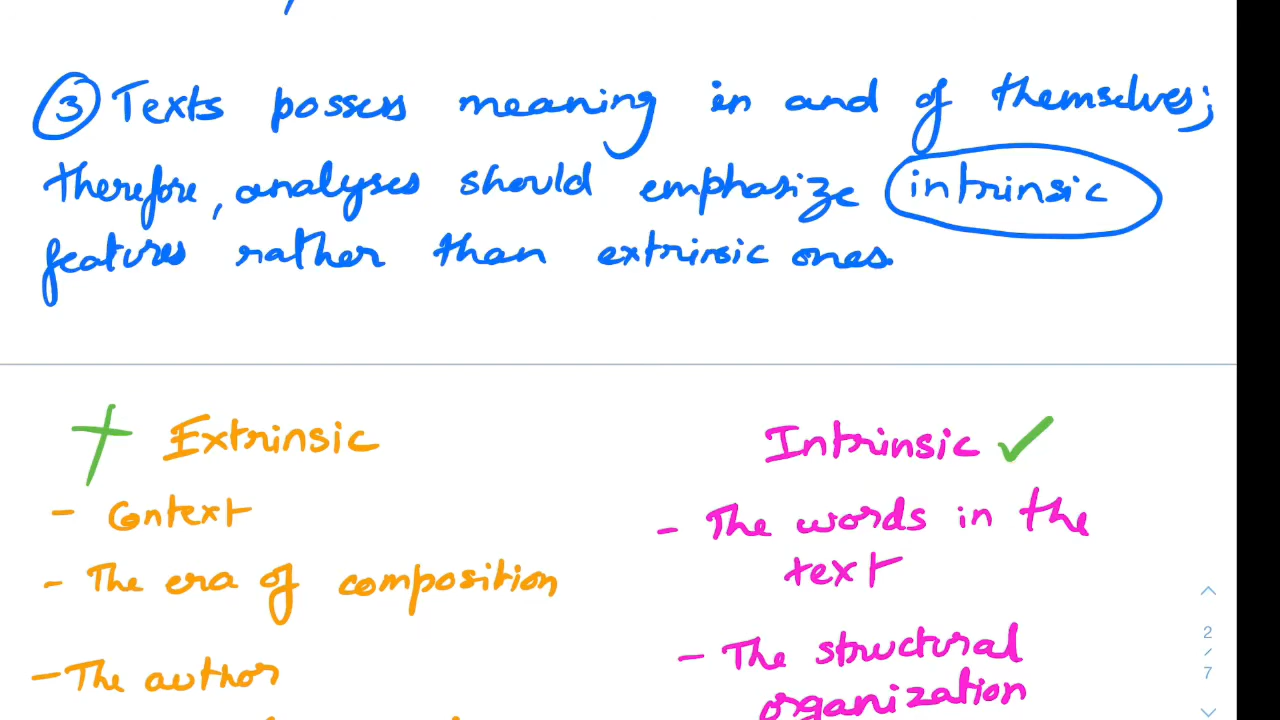 ③ Texts possess meaning in and of themselves;
therefore, analyses should emphasize intrinsic
features rather than extrinsic ones.
Extrinsic
- Context
- The era of composition
- The author
Intrinsic ✓
- The words in the
text
- The structural
organization
2
/
7